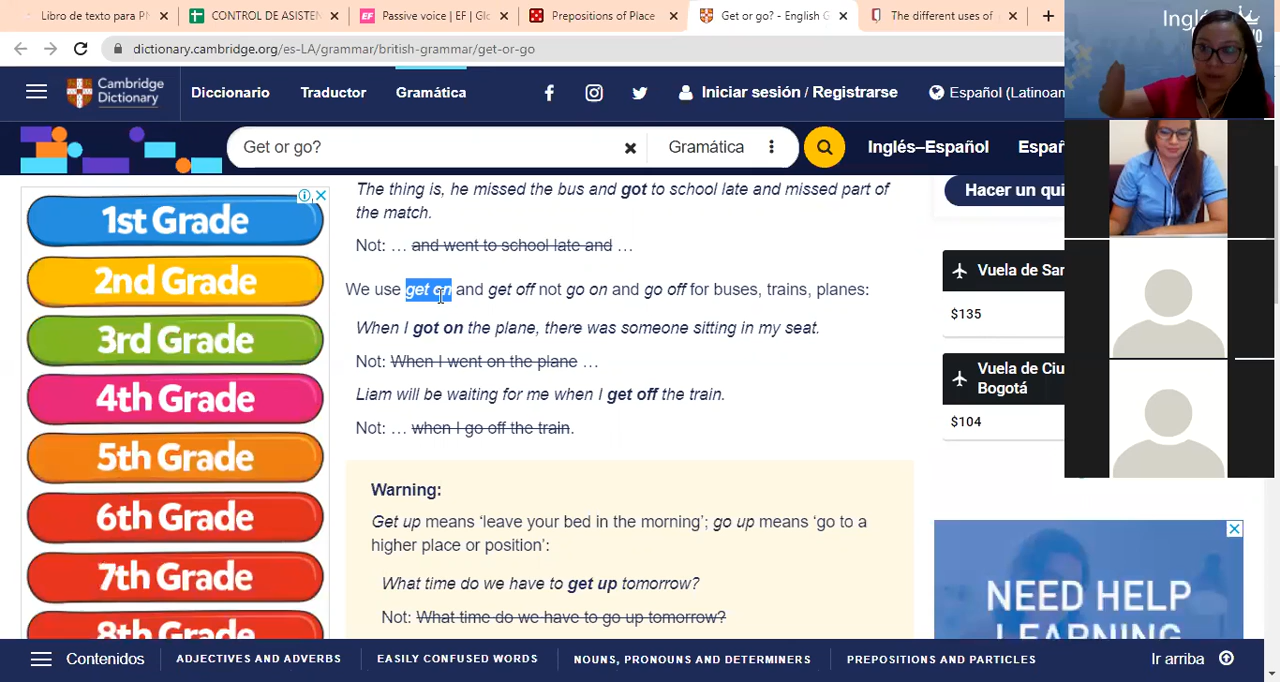 Libro de texto para PN
CONTROL DE ASISTEN
EF Passive voice | EF | Glo
Prepositions of Place
Get or go? - English G
The different uses of
dictionary.cambridge.org/es-LA/grammar/british-grammar/get-or-go
Cambridge
Dictionary
Diccionario
Traductor
Gramática
Iniciar sesión / Registrarse
Español (Latinoam
Get or go?
Gramática
Inglés–Español
Españ
1st Grade
2nd Grade
3rd Grade
4th Grade
5th Grade
6th Grade
7th Grade
8th Grade
The thing is, he missed the bus and got to school late and missed part of
the match.
Not: … and went to school late and …
We use get on and get off not go on and go off for buses, trains, planes:
When I got on the plane, there was someone sitting in my seat.
Not: When I went on the plane …
Liam will be waiting for me when I get off the train.
Not: … when I go off the train.
Warning:
Get up means ‘leave your bed in the morning’; go up means ‘go to a
higher place or position’:
What time do we have to get up tomorrow?
Not: What time do we have to go up tomorrow?
Hacer un qui
Vuela de San
$135
Vuela de Ciu
Bogotá
$104
NEED HELP
LEARNING
Contenidos
ADJECTIVES AND ADVERBS
EASILY CONFUSED WORDS
NOUNS, PRONOUNS AND DETERMINERS
PREPOSITIONS AND PARTICLES
Ir arriba